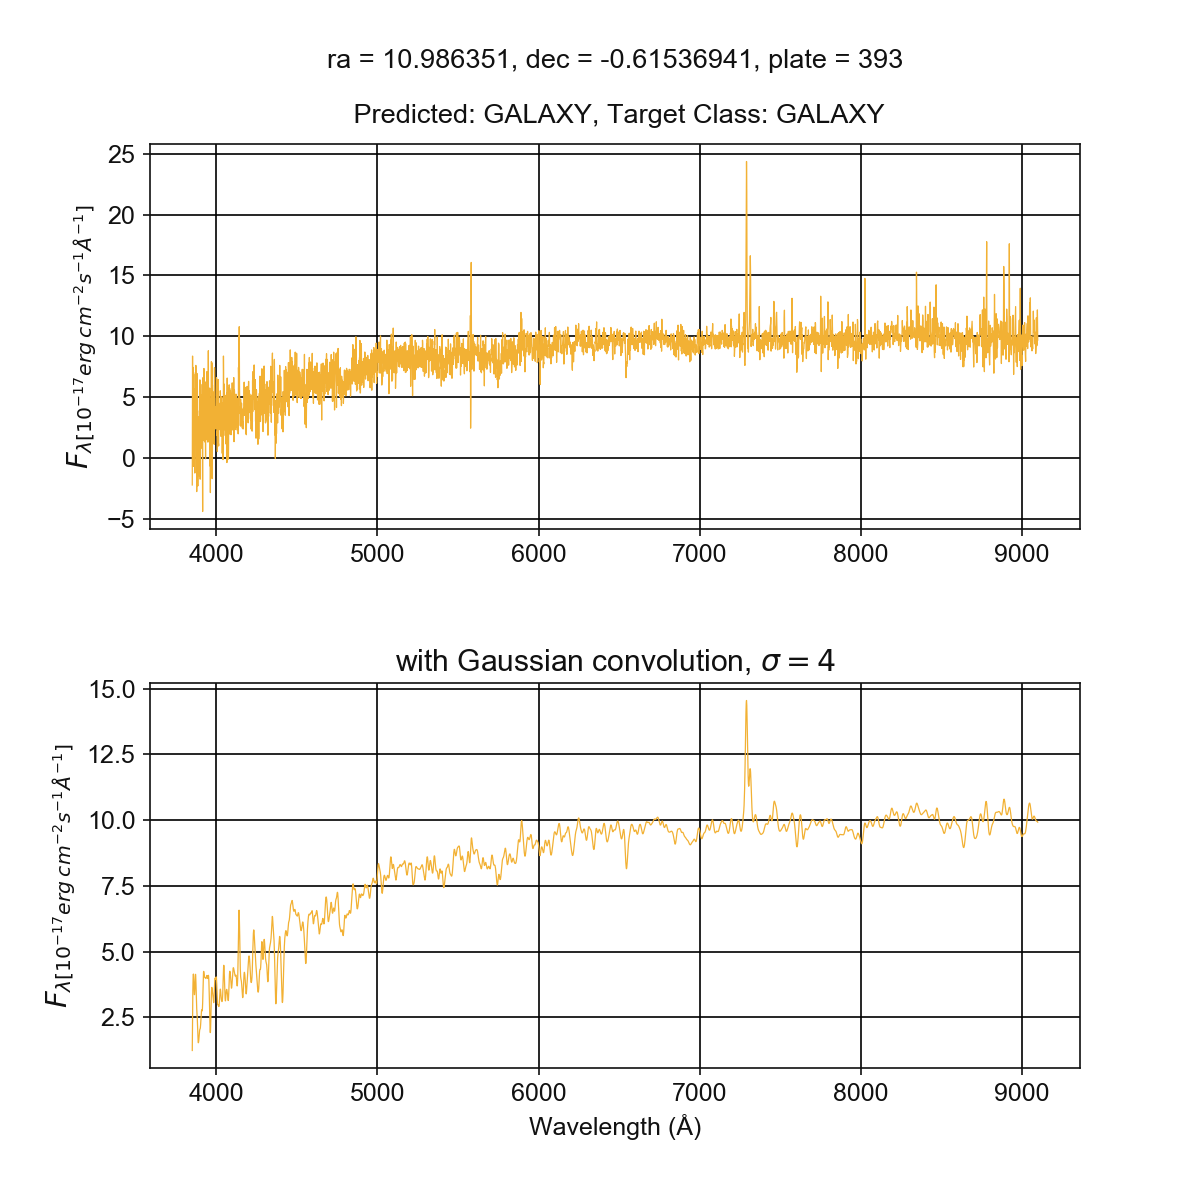 ra = 10.986351, dec = -0.61536941, plate = 393
Predicted: GALAXY, Target Class: GALAXY
25
20
15
10
5
0
−5
F_λ[10^−17 erg cm^−2 s^−1 Å^−1]
4000 5000 6000 7000 8000 9000
with Gaussian convolution, σ = 4
15.0
12.5
10.0
7.5
5.0
2.5
F_λ[10^−17 erg cm^−2 s^−1 Å^−1]
4000 5000 6000 7000 8000 9000
Wavelength (Å)